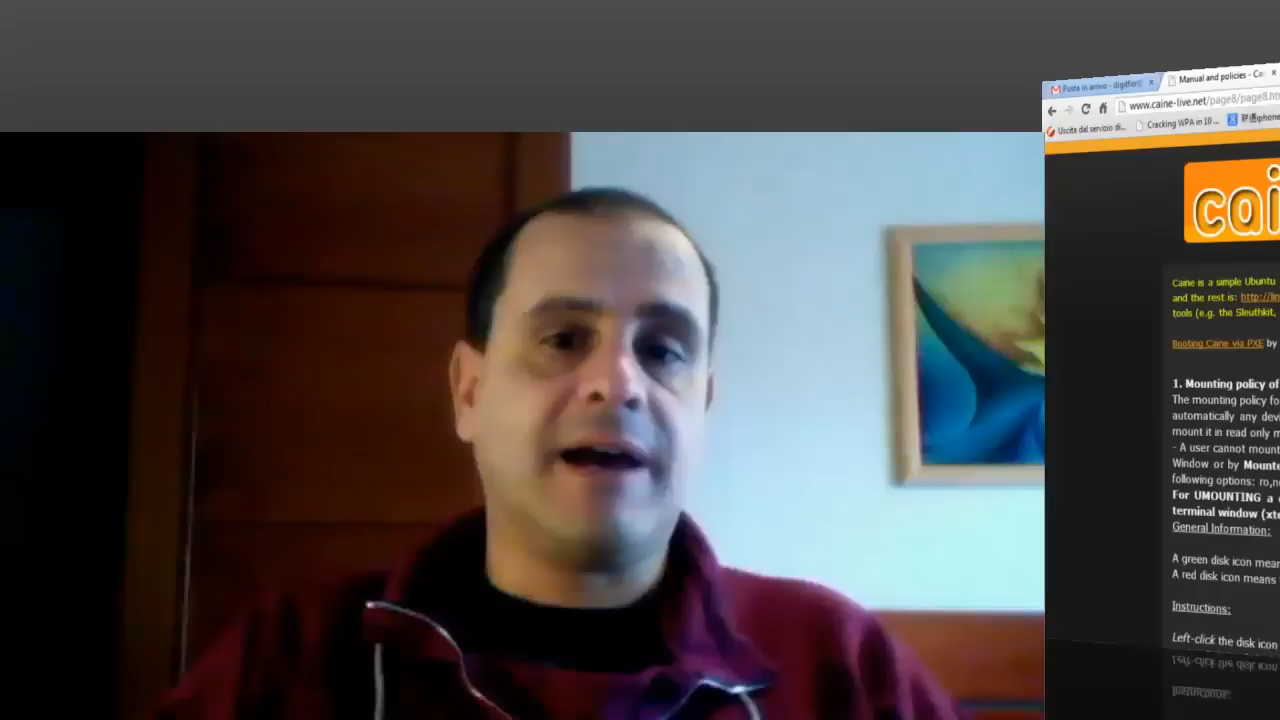 Posta in arrivo - digitfor@
Manual and policies - Ca
www.caine-live.net/page8/page8.ht
Uscita dal servizio di...
Cracking WPA in 10 ...
cai
Caine is a simple Ubuntu
and the rest is: http://lin
tools (e.g. the Sleuthkit,
Booting Caine via PXE by
1. Mounting policy of
The mounting policy fo
automatically any devi
mount it in read only m
- A user cannot mount
Window or by Mounte
following options: ro,n
For UMOUNTING a
terminal window (xte
General Information:
A green disk icon mean
A red disk icon means
Instructions:
Left-click the disk icon